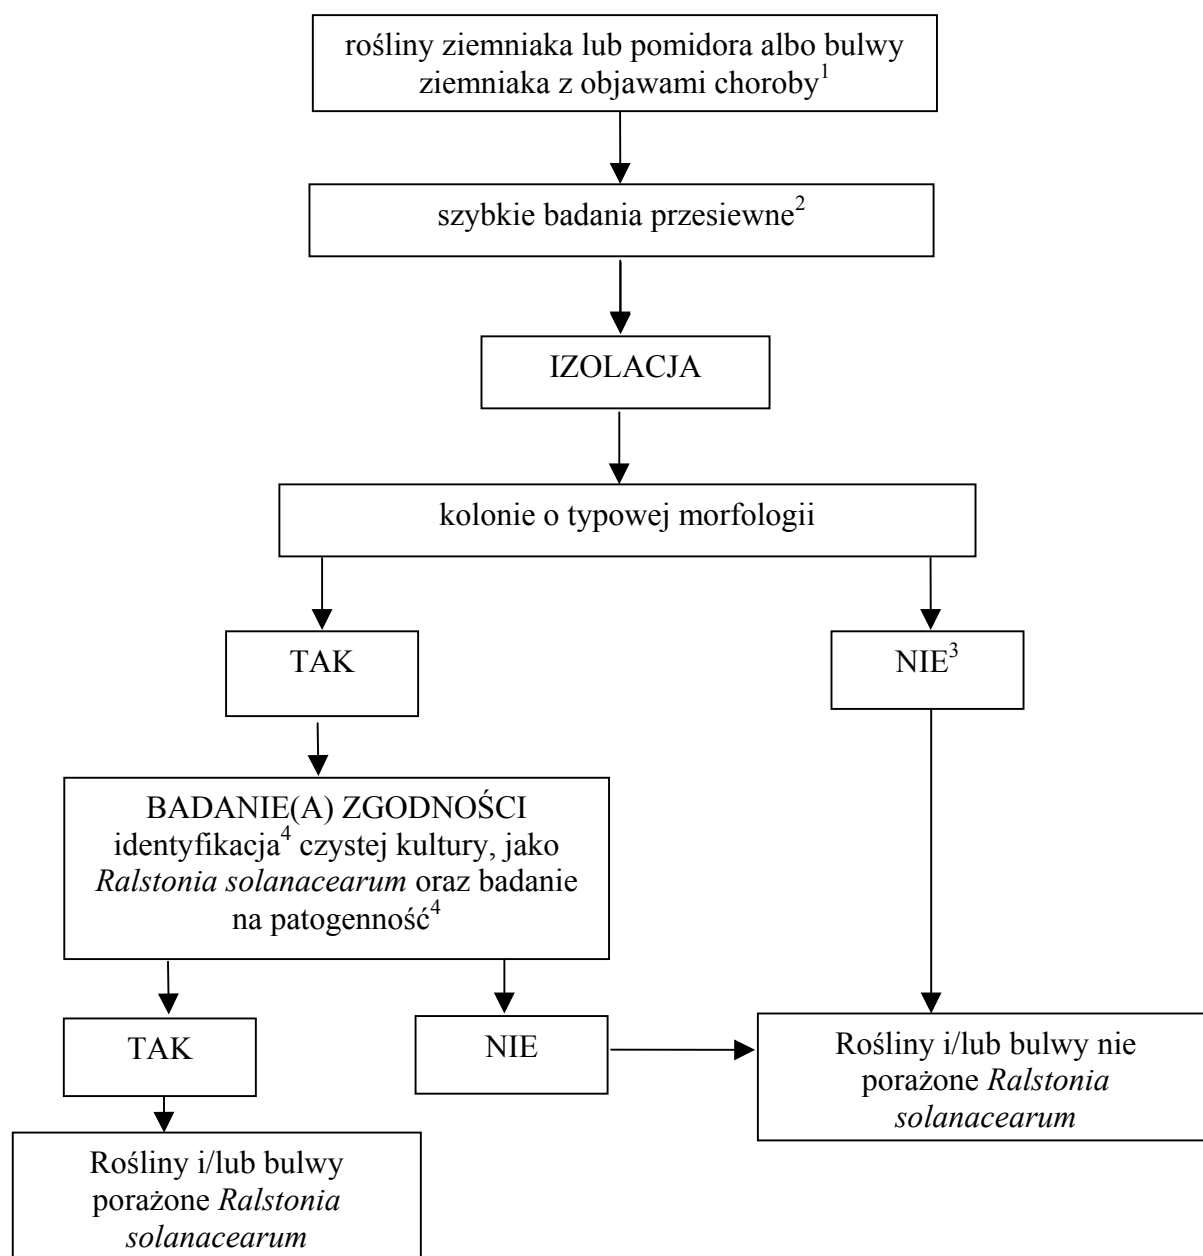 rośliny ziemniaka lub pomidora albo bulwy
ziemniaka z objawami choroby¹
szybkie badania przesiewne²
IZOLACJA
kolonie o typowej morfologii
TAK
NIE³
BADANIE(A) ZGODNOŚCI
identyfikacja⁴ czystej kultury, jako
Ralstonia solanacearum oraz badanie
na patogenność⁴
TAK
NIE
Rośliny i/lub bulwy nie
porażone Ralstonia
solanacearum
Rośliny i/lub bulwy
porażone Ralstonia
solanacearum